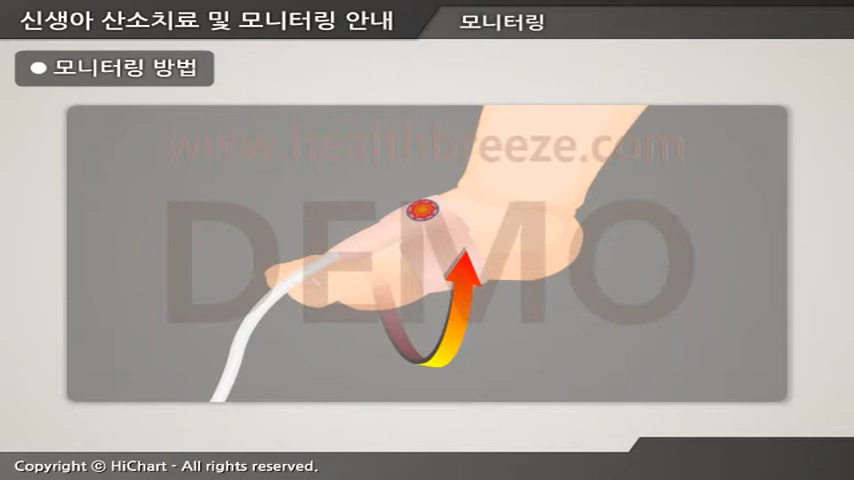 신생아 산소치료 및 모니터링 안내
모니터링
모니터링 방법
www.healthbreeze.com
DEMO
Copyright ⓒ HiChart - All rights reserved.